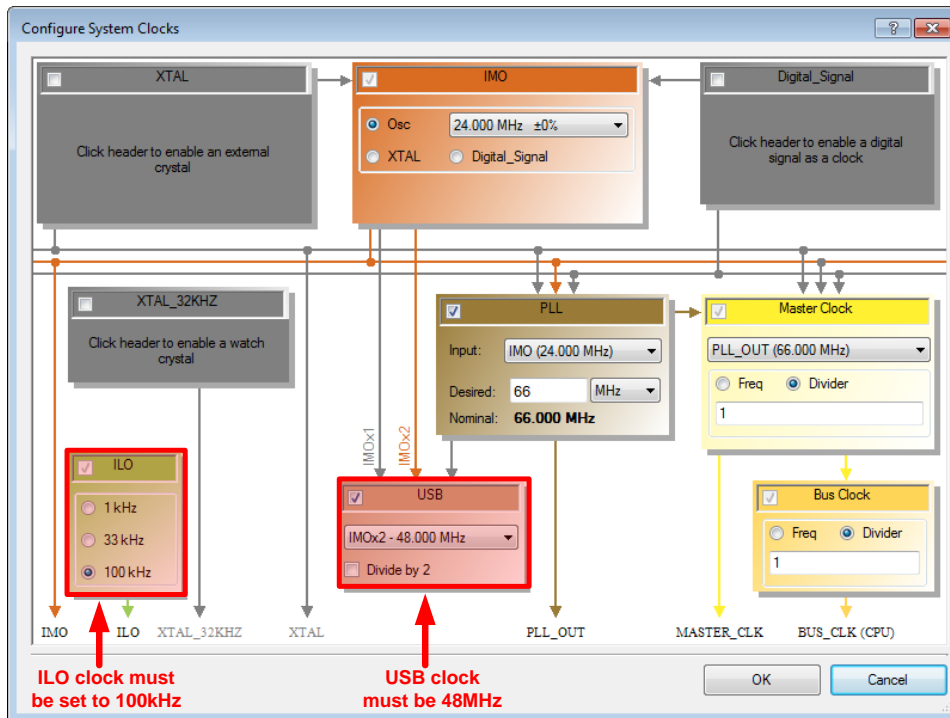 Configure System Clocks
XTAL
Click header to enable an external
crystal
IMO
Osc
24.000 MHz ±0%
XTAL
Digital_Signal
Digital_Signal
Click header to enable a digital
signal as a clock
XTAL_32KHZ
Click header to enable a watch
crystal
PLL
Input:
IMO (24.000 MHz)
Desired:
66
MHz
Nominal:
66.000 MHz
Master Clock
PLL_OUT (66.000 MHz)
Freq
Divider
1
IMOx1
IMOx2
ILO
1 kHz
33 kHz
100 kHz
USB
IMOx2 - 48.000 MHz
Divide by 2
Bus Clock
Freq
Divider
1
IMO
ILO
XTAL_32KHZ
XTAL
PLL_OUT
MASTER_CLK
BUS_CLK (CPU)
ILO clock must
be set to 100kHz
USB clock
must be 48MHz
OK
Cancel